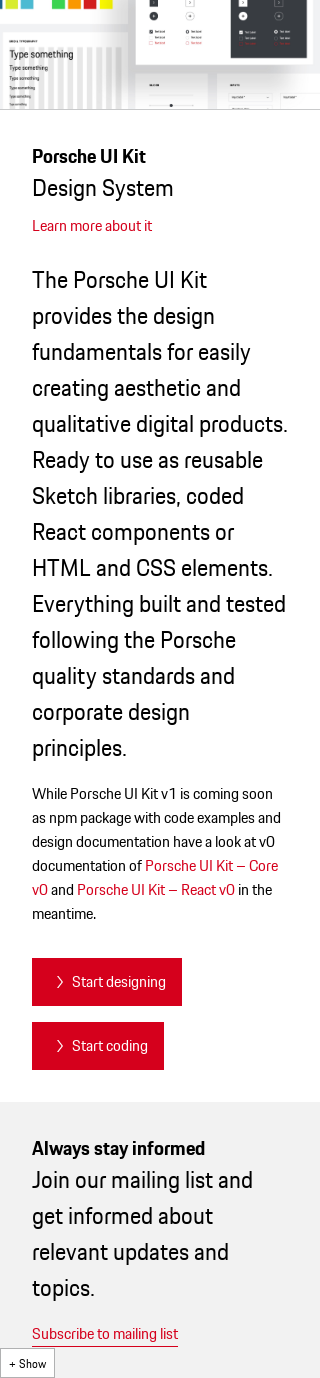 Type something
Type something
Type something
Type something
Type something
Porsche UI Kit
Design System
Learn more about it
The Porsche UI Kit
provides the design
fundamentals for easily
creating aesthetic and
qualitative digital products.
Ready to use as reusable
Sketch libraries, coded
React components or
HTML and CSS elements.
Everything built and tested
following the Porsche
quality standards and
corporate design
principles.
While Porsche UI Kit v1 is coming soon
as npm package with code examples and
design documentation have a look at v0
documentation of Porsche UI Kit – Core
v0 and Porsche UI Kit – React v0 in the
meantime.
Start designing
Start coding
Always stay informed
Join our mailing list and
get informed about
relevant updates and
topics.
Subscribe to mailing list
+ Show